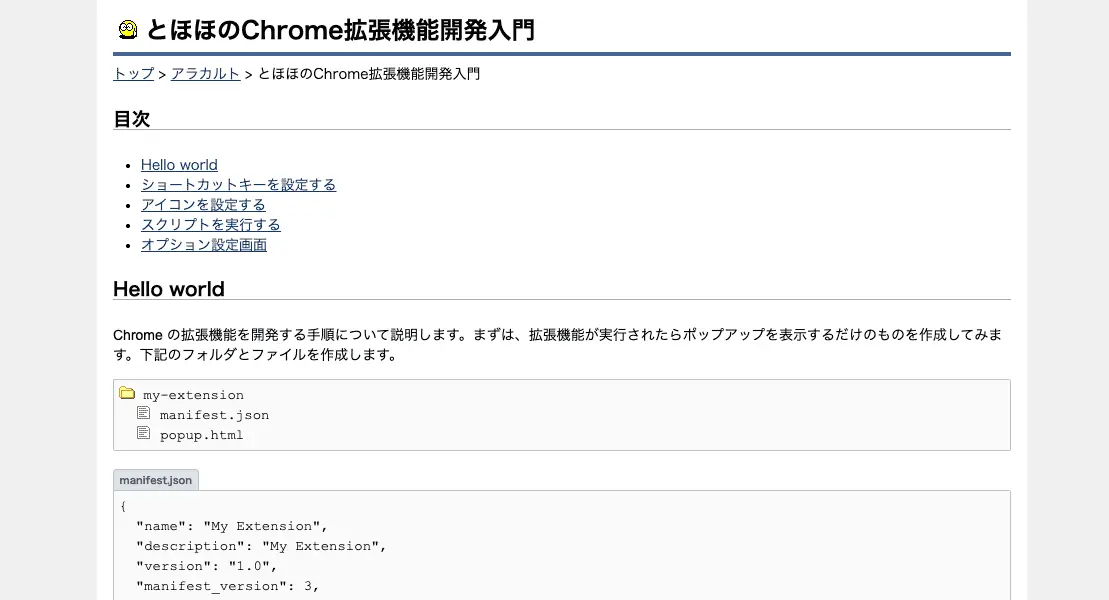 とほほのChrome拡張機能開発入門
トップ > アラカルト > とほほのChrome拡張機能開発入門
目次
Hello world
ショートカットキーを設定する
アイコンを設定する
スクリプトを実行する
オプション設定画面
Hello world
Chrome の拡張機能を開発する手順について説明します。まずは、拡張機能が実行されたらポップアップを表示するだけのものを作成してみま
す。下記のフォルダとファイルを作成します。
my-extension
manifest.json
popup.html
manifest.json
{
"name": "My Extension",
"description": "My Extension",
"version": "1.0",
"manifest_version": 3,